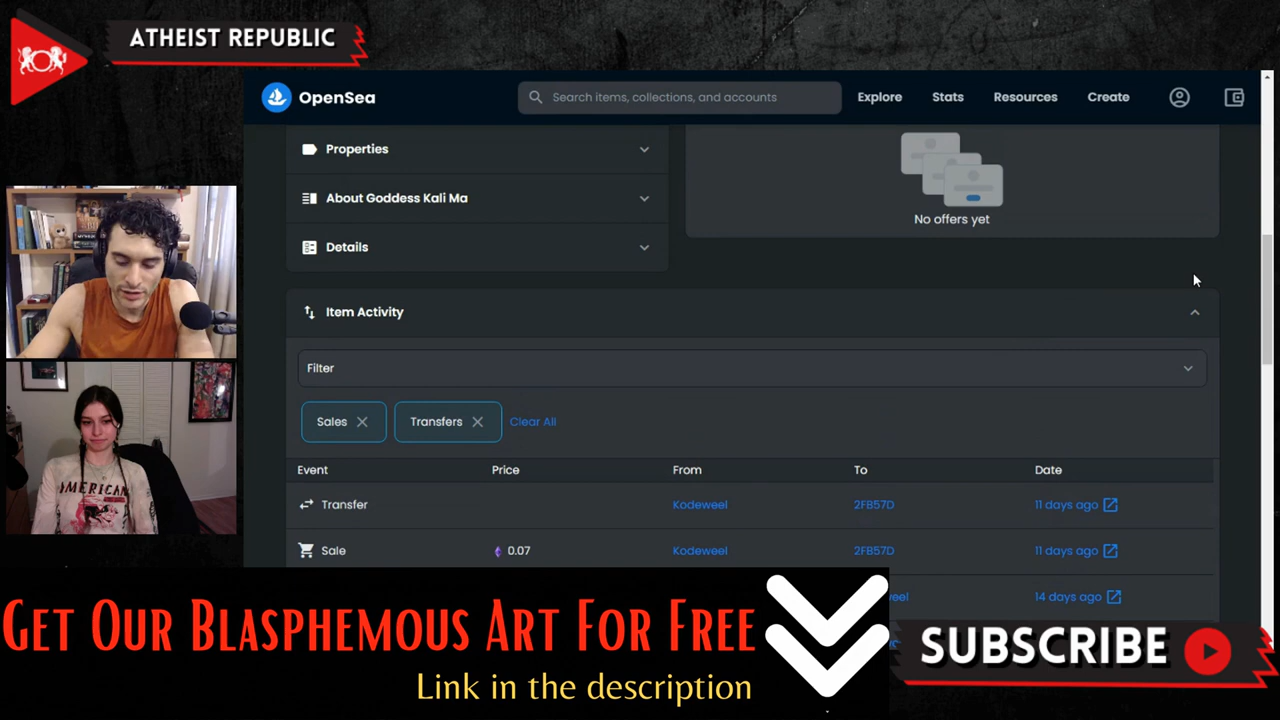 ATHEIST REPUBLIC
OpenSea
Search items, collections, and accounts
Explore
Stats
Resources
Create
Properties
About Goddess Kali Ma
Details
No offers yet
Item Activity
Filter
Sales
Transfers
Clear All
Event Price From To Date
Transfer Kodeweel 2FB57D 11 days ago
Sale 0.07 Kodeweel 2FB57D 11 days ago
14 days ago
AMERICAN
GET OUR BLASPHEMOUS ART FOR FREE
Link in the description
SUBSCRIBE